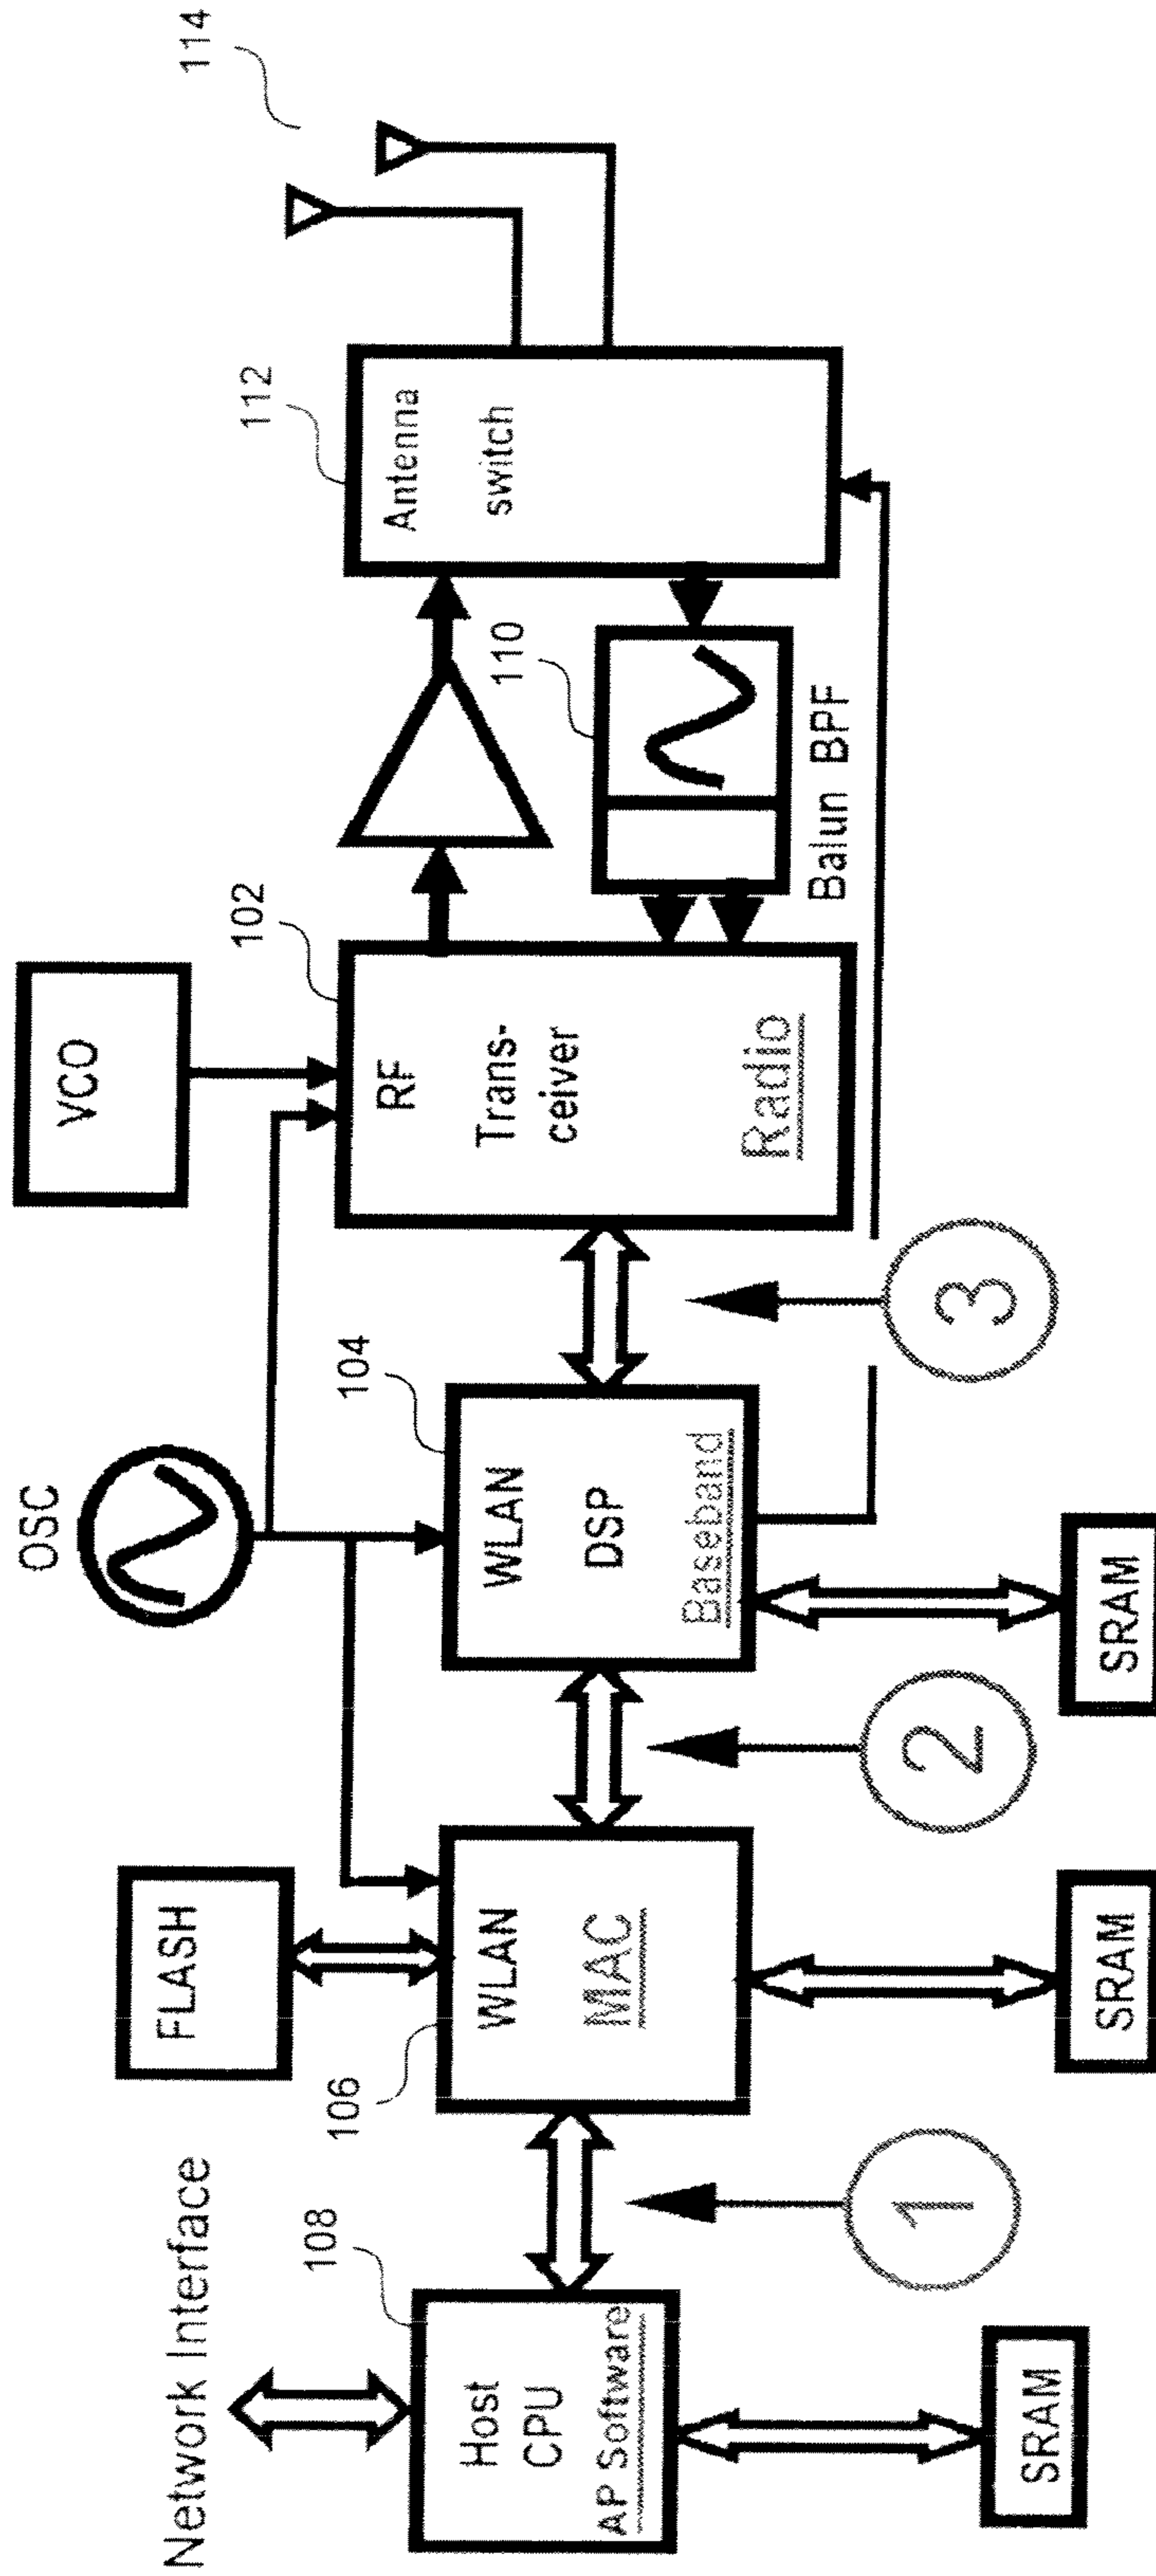 Network Interface
108
Host
CPU
AP Software
SRAM
1
FLASH
106
WLAN
MAC
SRAM
2
OSC
104
WLAN
DSP
Baseband
SRAM
3
VCO
102
RF
Trans-
ceiver
Radio
110
Balun BPF
112
Antenna
switch
114